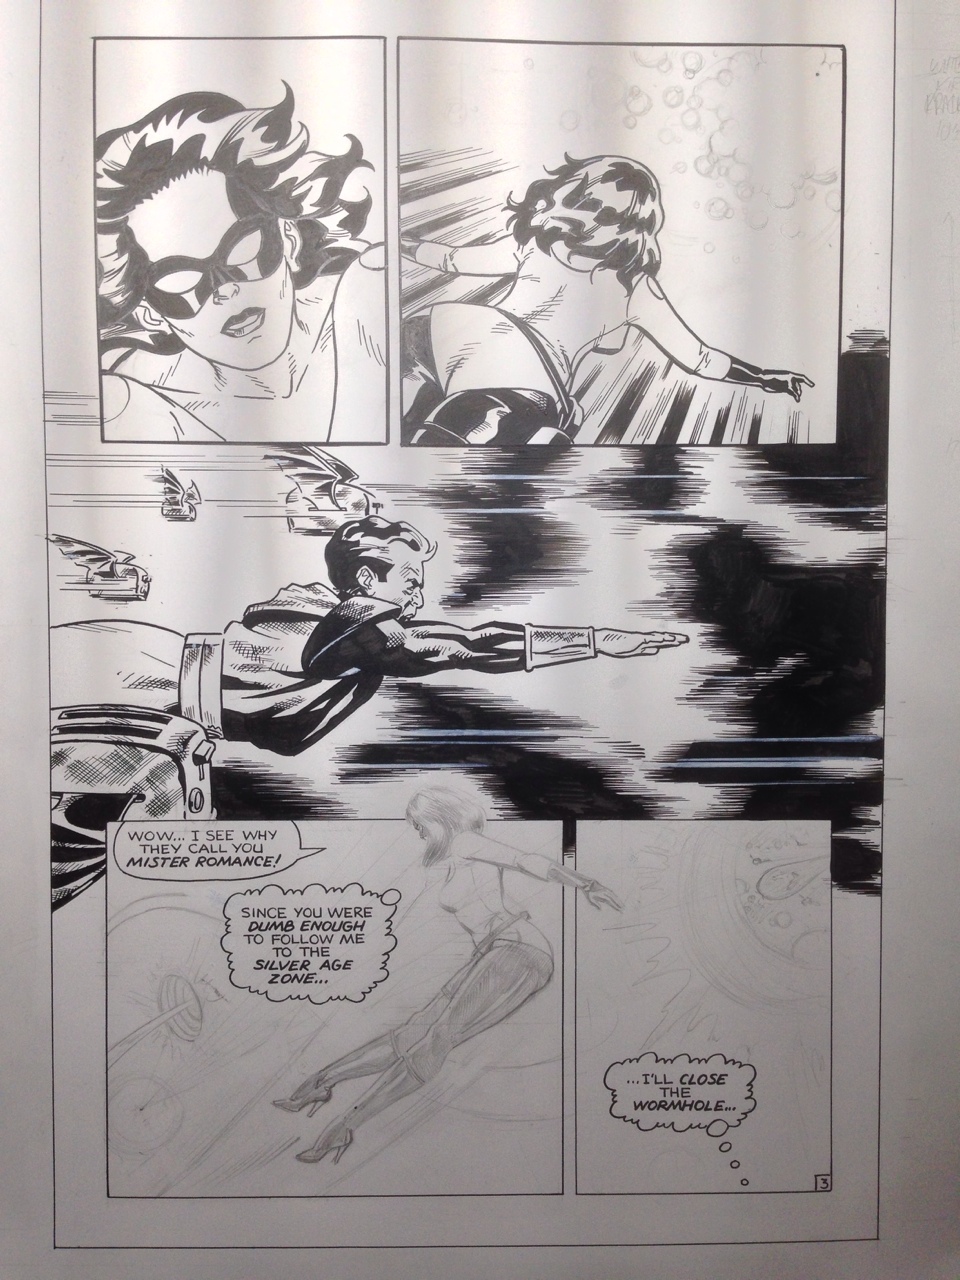 WOW... I SEE WHY
THEY CALL YOU
MISTER ROMANCE!
SINCE YOU WERE
DUMB ENOUGH
TO FOLLOW ME
TO THE
SILVER AGE
ZONE...
...I'LL CLOSE
THE
WORMHOLE...
3